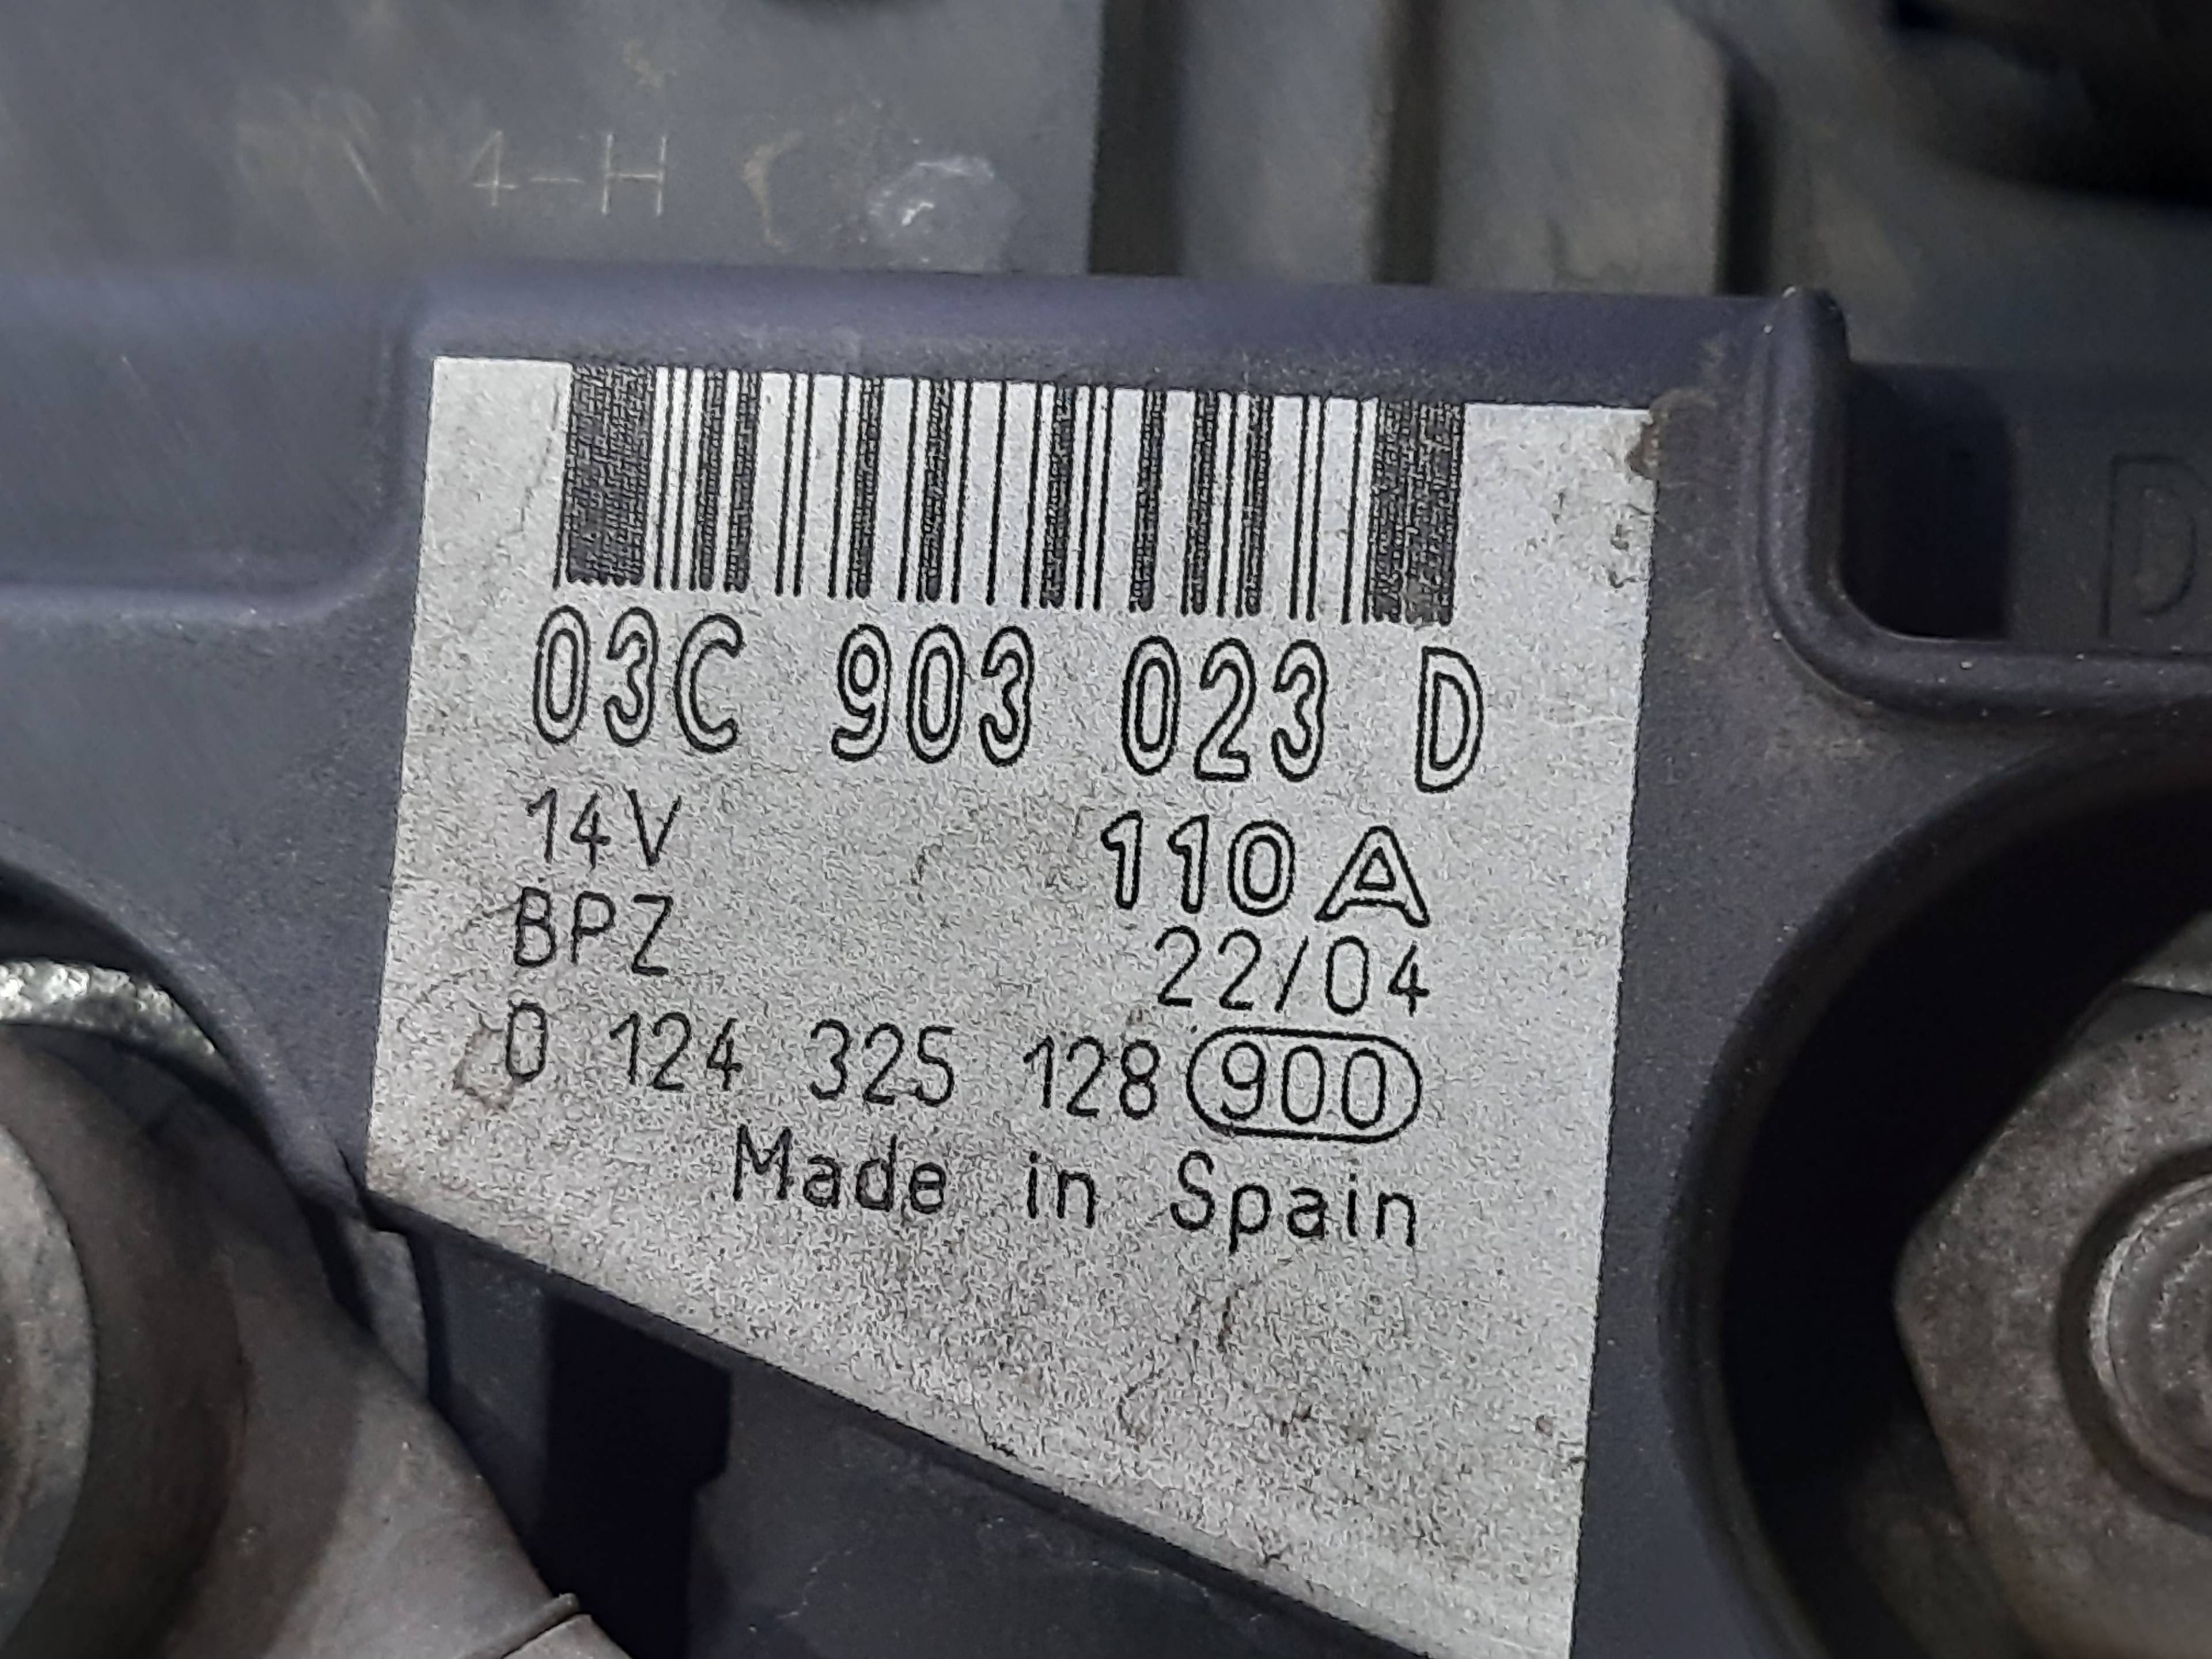 4-H
03C 903 023 D
14V 110A
BPZ 22/04
0 124 325 128 900
Made in Spain
D